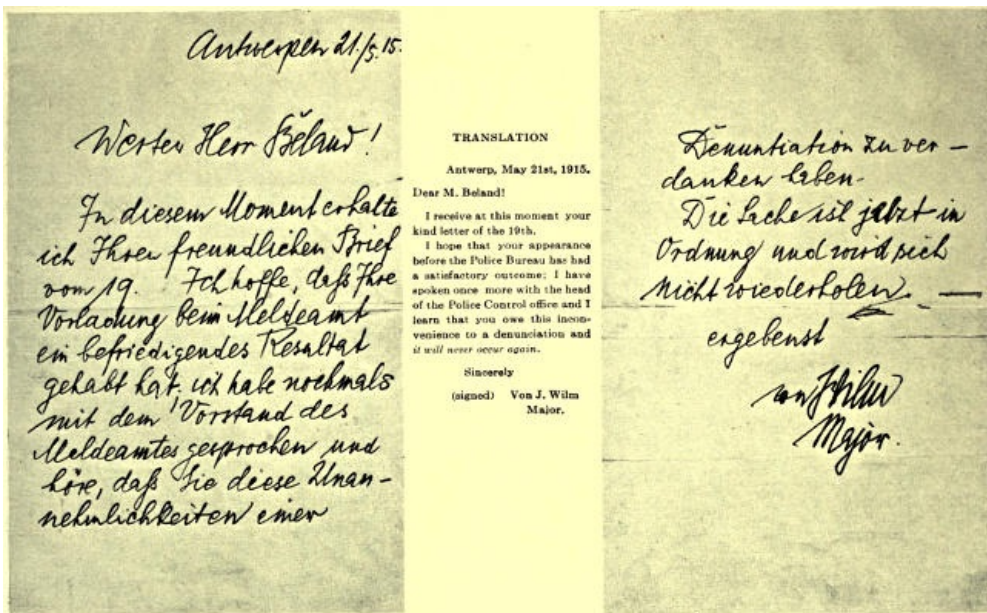 Antwerpen 21./5.15.
Werter Herr Béland!
In diesem Moment erhalte
ich Ihren freundlichen Brief
vom 19. Ich hoffe, daß Ihre
Vorladung beim Meldeamt
ein befriedigendes Resultat
gehabt hat, ich habe nochmals
mit dem Vorstand des
Meldeamtes gesprochen und
höre, daß Sie diese Unan-
nehmlichkeiten einer
TRANSLATION
Antwerp, May 21st, 1915.
Dear M. Beland!
I receive at this moment your
kind letter of the 19th.
I hope that your appearance
before the Police Bureau has had
a satisfactory outcome; I have
spoken once more with the head
of the Police Control office and I
learn that you owe this incon-
venience to a denunciation and
it will never occur again.
Sincerely
(signed) Von J. Wilm
Major.
Denuntiation zu ver-
danken haben.
Die Sache ist jetzt in
Ordnung und wird sich
nicht wiederholen. —
ergebenst
von J Wilm
Major.